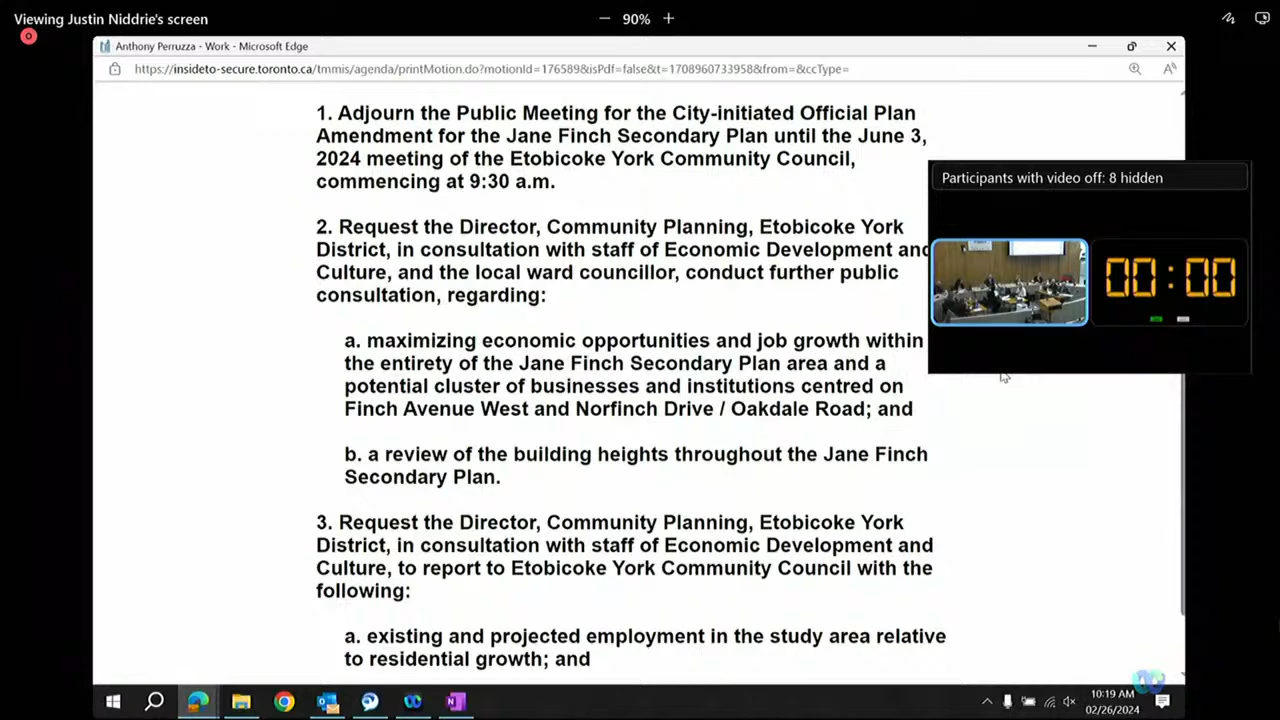 Viewing Justin Niddrie's screen
90%
Anthony Perruzza - Work - Microsoft Edge
https://insideto-secure.toronto.ca/tmmis/agenda/printMotion.do?motionId=176589&isPdf=false&t=1708960733958&from=&ccType=
1. Adjourn the Public Meeting for the City-initiated Official Plan
Amendment for the Jane Finch Secondary Plan until the June 3,
2024 meeting of the Etobicoke York Community Council,
commencing at 9:30 a.m.
Participants with video off: 8 hidden
2. Request the Director, Community Planning, Etobicoke York
District, in consultation with staff of Economic Development and
Culture, and the local ward councillor, conduct further public
consultation, regarding:
00:00
a. maximizing economic opportunities and job growth within
the entirety of the Jane Finch Secondary Plan area and a
potential cluster of businesses and institutions centred on
Finch Avenue West and Norfinch Drive / Oakdale Road; and
b. a review of the building heights throughout the Jane Finch
Secondary Plan.
3. Request the Director, Community Planning, Etobicoke York
District, in consultation with staff of Economic Development and
Culture, to report to Etobicoke York Community Council with the
following:
a. existing and projected employment in the study area relative
to residential growth; and
10:19 AM
02/26/2024